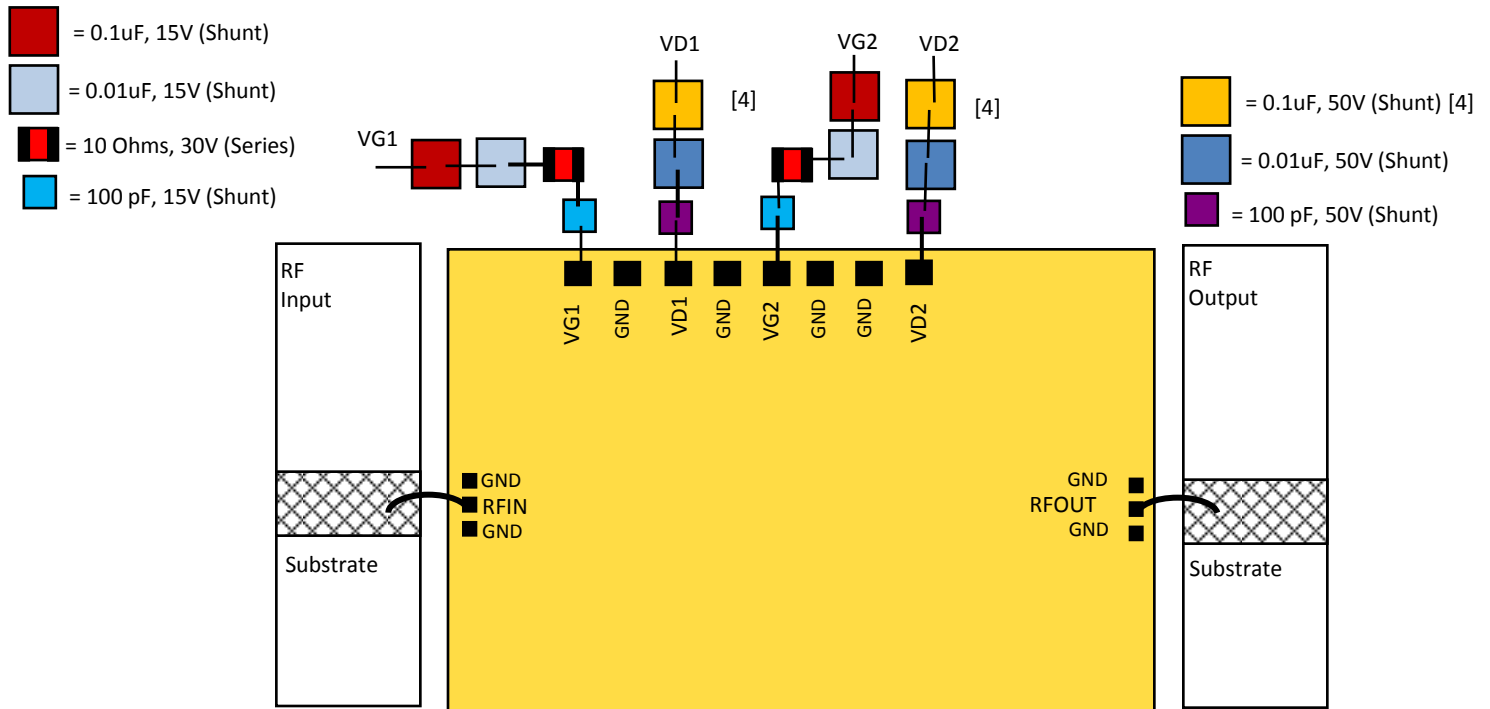 = 0.1uF, 15V (Shunt)
= 0.01uF, 15V (Shunt)
= 10 Ohms, 30V (Series)
= 100 pF, 15V (Shunt)
VG1
VD1
[4]
VG2
VD2
[4]
= 0.1uF, 50V (Shunt) [4]
= 0.01uF, 50V (Shunt)
= 100 pF, 50V (Shunt)
RF
Input
Substrate
VG1
GND
VD1
GND
VG2
GND
GND
VD2
GND
RFIN
GND
GND
RFOUT
GND
RF
Output
Substrate